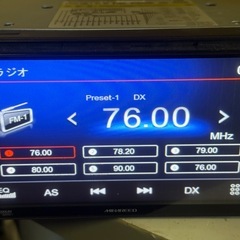 ラジオ
Preset-1 DX
FM-1
76.00
MHz
76.00 78.20 79.10
80.00 90.00 76.00
EQ AS DX